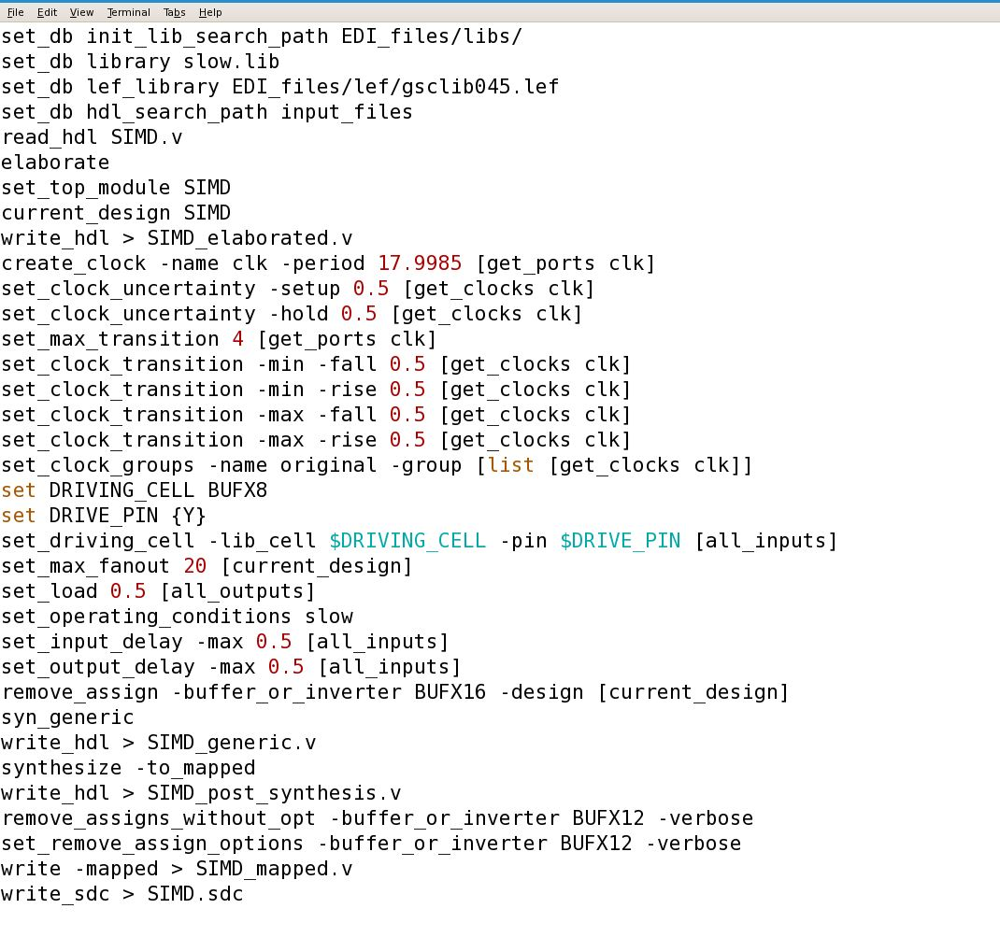 File Edit View Terminal Tabs Help
set_db init_lib_search_path EDI_files/libs/
set_db library slow.lib
set_db lef_library EDI_files/lef/gsclib045.lef
set_db hdl_search_path input_files
read_hdl SIMD.v
elaborate
set_top_module SIMD
current_design SIMD
write_hdl > SIMD_elaborated.v
create_clock -name clk -period 17.9985 [get_ports clk]
set_clock_uncertainty -setup 0.5 [get_clocks clk]
set_clock_uncertainty -hold 0.5 [get_clocks clk]
set_max_transition 4 [get_ports clk]
set_clock_transition -min -fall 0.5 [get_clocks clk]
set_clock_transition -min -rise 0.5 [get_clocks clk]
set_clock_transition -max -fall 0.5 [get_clocks clk]
set_clock_transition -max -rise 0.5 [get_clocks clk]
set_clock_groups -name original -group [list [get_clocks clk]]
set DRIVING_CELL BUFX8
set DRIVE_PIN {Y}
set_driving_cell -lib_cell $DRIVING_CELL -pin $DRIVE_PIN [all_inputs]
set_max_fanout 20 [current_design]
set_load 0.5 [all_outputs]
set_operating_conditions slow
set_input_delay -max 0.5 [all_inputs]
set_output_delay -max 0.5 [all_inputs]
remove_assign -buffer_or_inverter BUFX16 -design [current_design]
syn_generic
write_hdl > SIMD_generic.v
synthesize -to_mapped
write_hdl > SIMD_post_synthesis.v
remove_assigns_without_opt -buffer_or_inverter BUFX12 -verbose
set_remove_assign_options -buffer_or_inverter BUFX12 -verbose
write -mapped > SIMD_mapped.v
write_sdc > SIMD.sdc